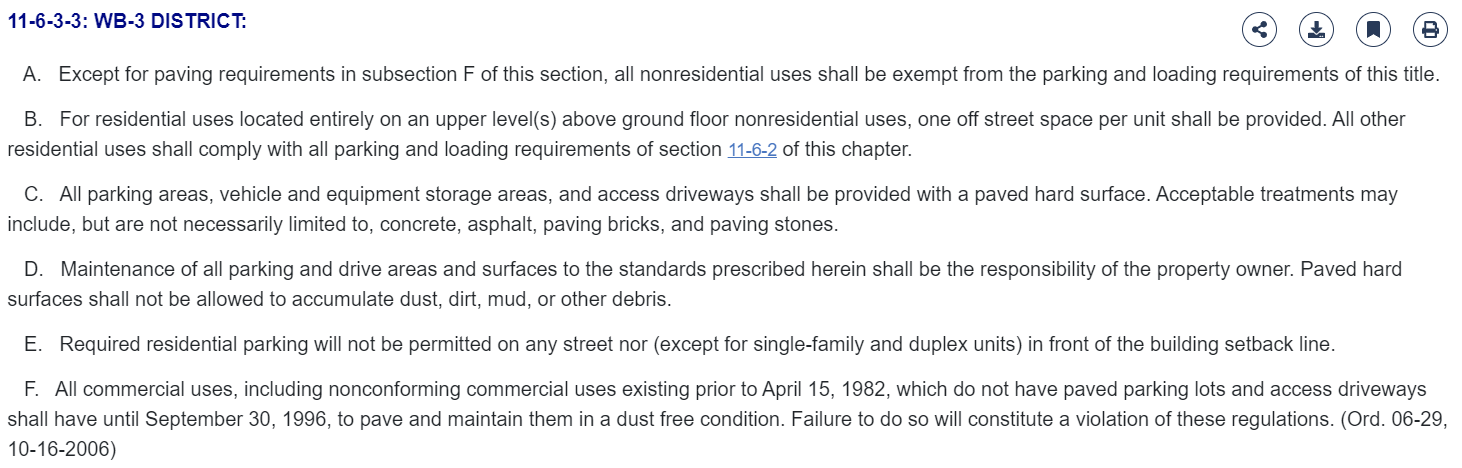 11-6-3-3: WB-3 DISTRICT:
A. Except for paving requirements in subsection F of this section, all nonresidential uses shall be exempt from the parking and loading requirements of this title.
B. For residential uses located entirely on an upper level(s) above ground floor nonresidential uses, one off street space per unit shall be provided. All other
residential uses shall comply with all parking and loading requirements of section 11-6-2 of this chapter.
C. All parking areas, vehicle and equipment storage areas, and access driveways shall be provided with a paved hard surface. Acceptable treatments may
include, but are not necessarily limited to, concrete, asphalt, paving bricks, and paving stones.
D. Maintenance of all parking and drive areas and surfaces to the standards prescribed herein shall be the responsibility of the property owner. Paved hard
surfaces shall not be allowed to accumulate dust, dirt, mud, or other debris.
E. Required residential parking will not be permitted on any street nor (except for single-family and duplex units) in front of the building setback line.
F. All commercial uses, including nonconforming commercial uses existing prior to April 15, 1982, which do not have paved parking lots and access driveways
shall have until September 30, 1996, to pave and maintain them in a dust free condition. Failure to do so will constitute a violation of these regulations. (Ord. 06-29,
10-16-2006)